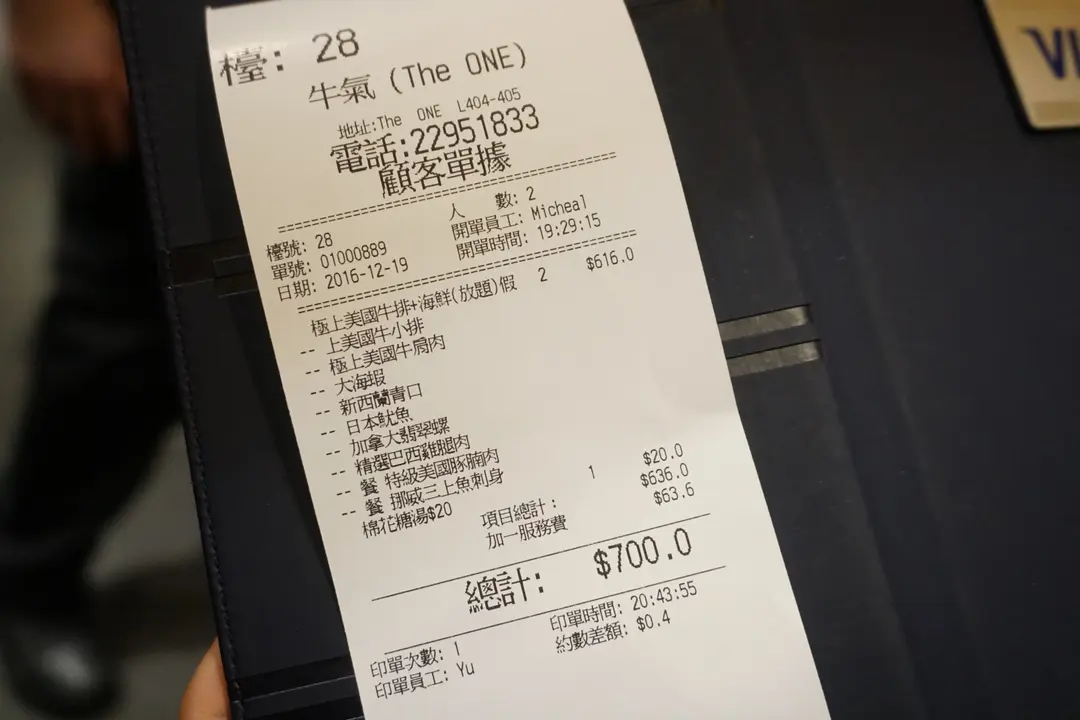 檯: 28
牛氣 (The ONE)
地址:The ONE L404-405
電話:22951833
顧客單據
人 數: 2
檯號: 28 開單員工: Micheal
單號: 01000889 開單時間: 19:29:15
日期: 2016-12-19
極上美國牛排+海鮮(放題)假 2 $616.0
-- 上美國牛小排
-- 極上美國牛肩肉
-- 大海蝦
-- 新西蘭青口
-- 日本魷魚
-- 加拿大翡翠螺
-- 精選巴西雞腿肉
-- 餐 特級美國豚腩肉
-- 餐 挪威三上魚刺身
棉花糖湯$20 1 $20.0
項目總計: $636.0
加一服務費 $63.6
總計: $700.0
印單次數: 1 印單時間: 20:43:55
印單員工: Yu 約數差額: $0.4